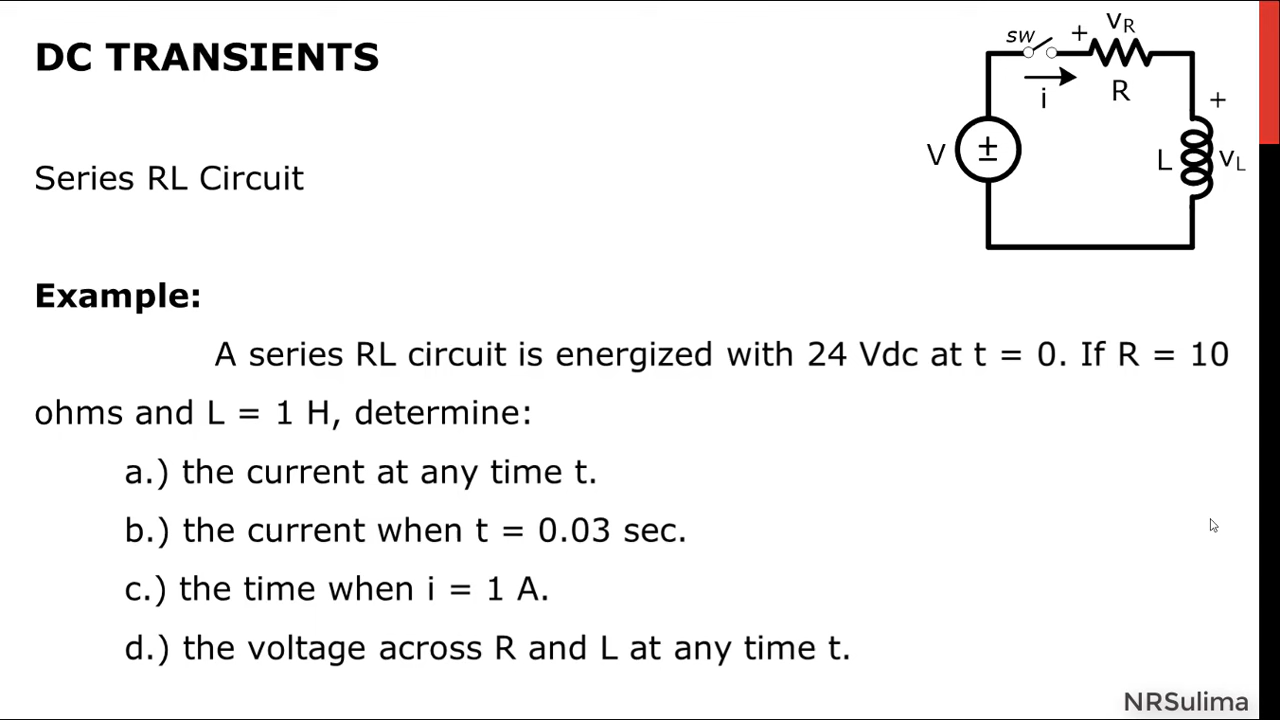 DC TRANSIENTS
Series RL Circuit
sw + VR
i R
+
V ± L VL
Example:
A series RL circuit is energized with 24 Vdc at t = 0. If R = 10
ohms and L = 1 H, determine:
a.) the current at any time t.
b.) the current when t = 0.03 sec.
c.) the time when i = 1 A.
d.) the voltage across R and L at any time t.
NRSulima